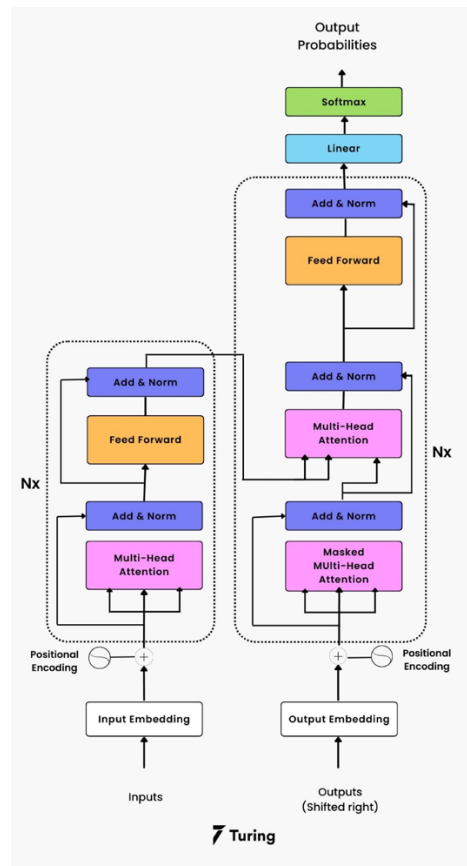 Output
Probabilities
Softmax
Linear
Add & Norm
Feed Forward
Add & Norm
Multi-Head
Attention
Nx
Add & Norm
Masked
MUlti-Head
Attention
Positional
Encoding
Output Embedding
Outputs
(Shifted right)
Add & Norm
Feed Forward
Nx
Add & Norm
Multi-Head
Attention
Positional
Encoding
Input Embedding
Inputs
Turing